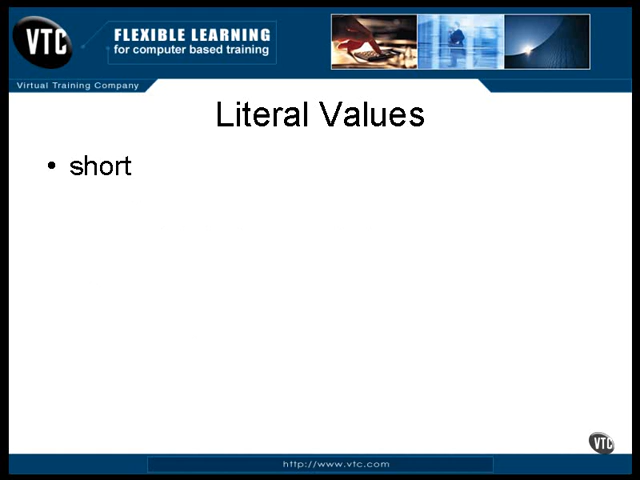 VTC
FLEXIBLE LEARNING
for computer based training
Virtual Training Company
Literal Values
• short
VTC
http://www.vtc.com